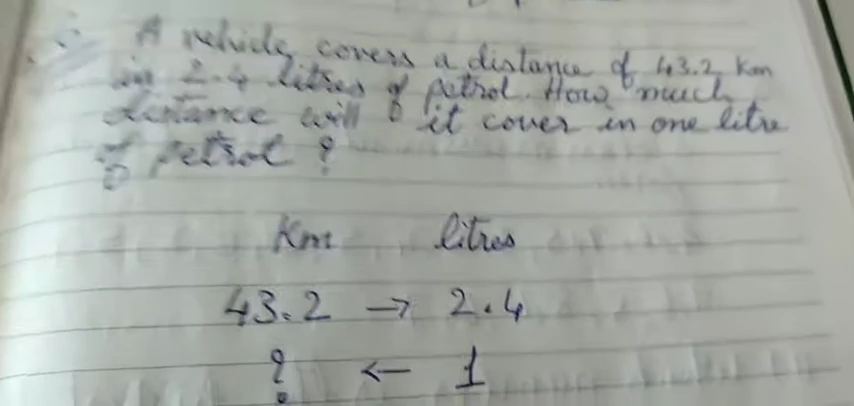 A vehicle covers a distance of 43.2 Km
in 2.4 litres of petrol. How much
distance will it cover in one litre
of petrol ?
Km litres
43.2 → 2.4
? ← 1